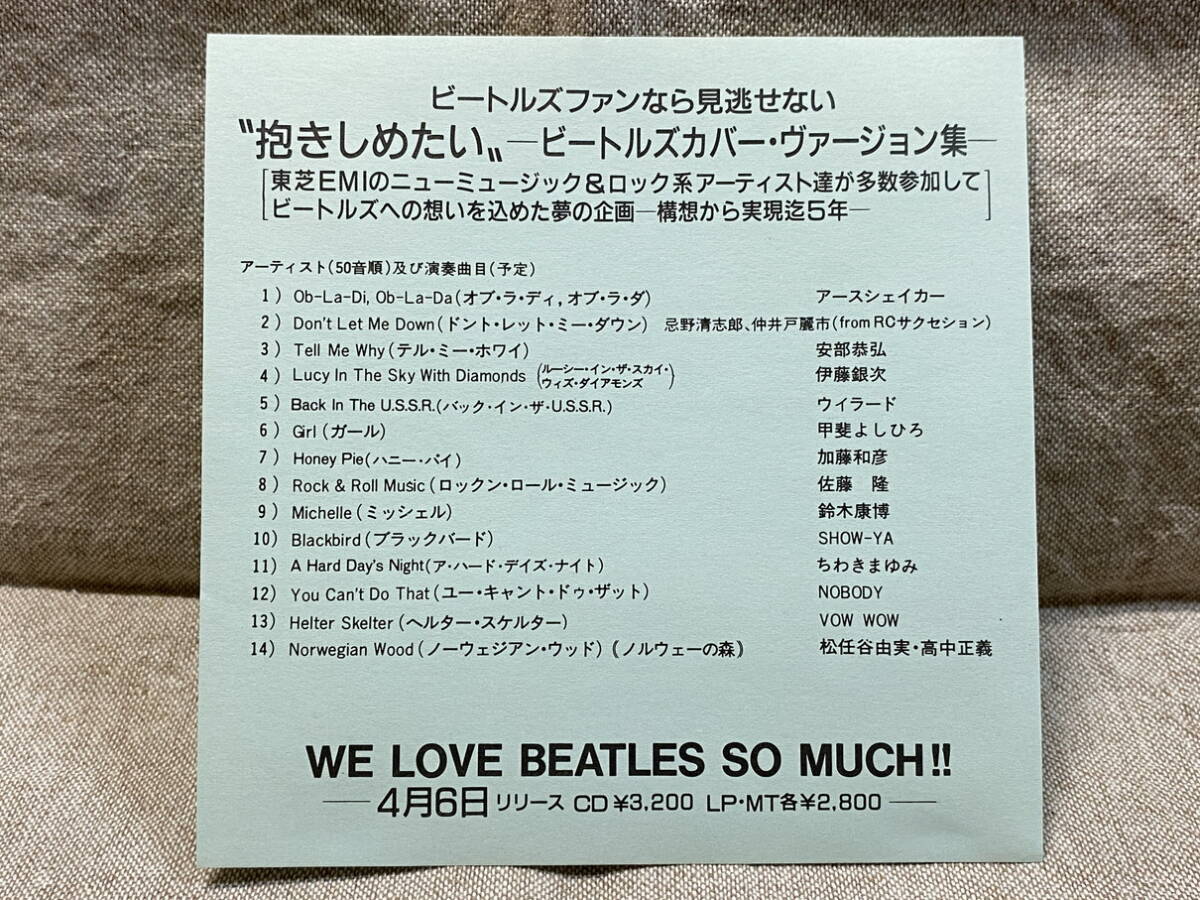 ビートルズファンなら見逃せない
〝抱きしめたい〟―ビートルズカバー・ヴァージョン集―
東芝EMIのニューミュージック&ロック系アーティスト達が多数参加して
ビートルズへの想いを込めた夢の企画―構想から実現迄5年―
アーティスト(50音順)及び演奏曲目(予定)
1) Ob-La-Di, Ob-La-Da(オブ・ラ・ディ,オブ・ラ・ダ) アースシェイカー
2) Don't Let Me Down(ドント・レット・ミー・ダウン) 忌野清志郎、仲井戸麗市(from RCサクセション)
3) Tell Me Why(テル・ミー・ホワイ) 安部恭弘
4) Lucy In The Sky With Diamonds (ルーシー・イン・ザ・スカイ・ウィズ・ダイアモンズ) 伊藤銀次
5) Back In The U.S.S.R.(バック・イン・ザ・U.S.S.R.) ウイラード
6) Girl (ガール) 甲斐よしひろ
7) Honey Pie(ハニー・パイ) 加藤和彦
8) Rock & Roll Music (ロックン・ロール・ミュージック) 佐藤 隆
9) Michelle (ミッシェル) 鈴木康博
10) Blackbird (ブラックバード) SHOW-YA
11) A Hard Day's Night(ア・ハード・デイズ・ナイト) ちわきまゆみ
12) You Can't Do That (ユー・キャント・ドゥ・ザット) NOBODY
13) Helter Skelter (ヘルター・スケルター) VOW WOW
14) Norwegian Wood (ノーウェジアン・ウッド)《ノルウェーの森》 松任谷由実・高中正義
WE LOVE BEATLES SO MUCH!!
―4月6日リリース CD¥3,200 LP・MT各¥2,800―